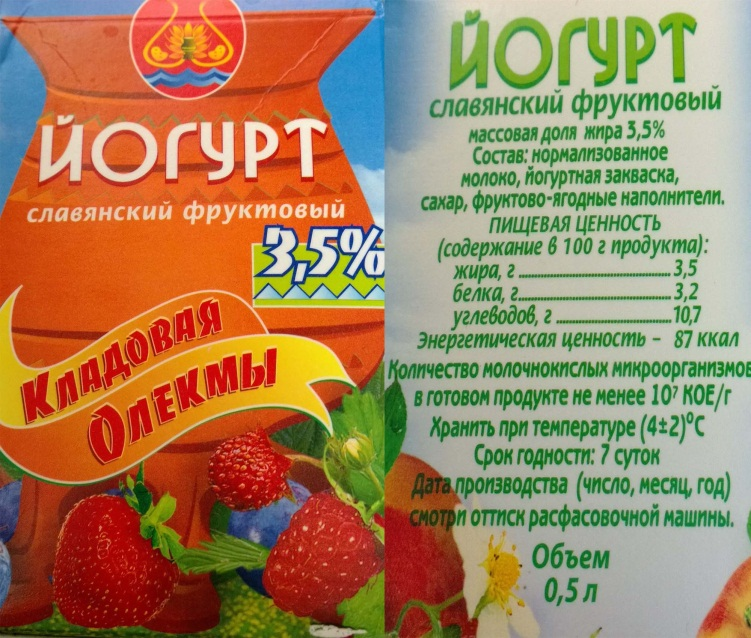 ЙОГУРТ
славянский фруктовый
3,5%
Кладовая
Олекмы
ЙОГУРТ
славянский фруктовый
массовая доля жира 3,5%
Состав: нормализованное
молоко, йогуртная закваска,
сахар, фруктово-ягодные наполнители.
ПИЩЕВАЯ ЦЕННОСТЬ
(содержание в 100 г продукта):
жира, г ........................ 3,5
белка, г ........................ 3,2
углеводов, г .................. 10,7
Энергетическая ценность – 87 ккал
Количество молочнокислых микроорганизмов
в готовом продукте не менее 10⁷ КОЕ/г
Хранить при температуре (4±2)⁰С
Срок годности: 7 суток
Дата производства (число, месяц, год)
смотри оттиск расфасовочной машины.
Объем
0,5 л